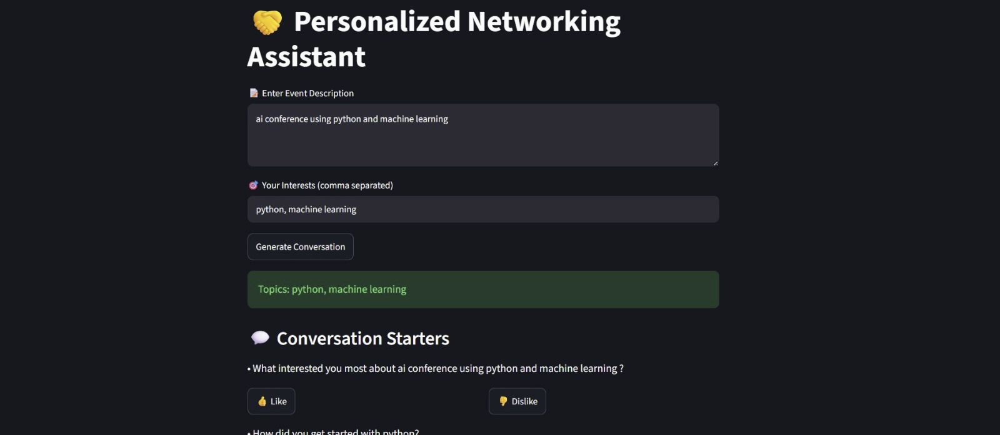 🤝 Personalized Networking
Assistant
📝 Enter Event Description
ai conference using python and machine learning
🎯 Your Interests (comma separated)
python, machine learning
Generate Conversation
Topics: python, machine learning
💬 Conversation Starters
• What interested you most about ai conference using python and machine learning ?
👍 Like
👎 Dislike
• How did you get started with python?